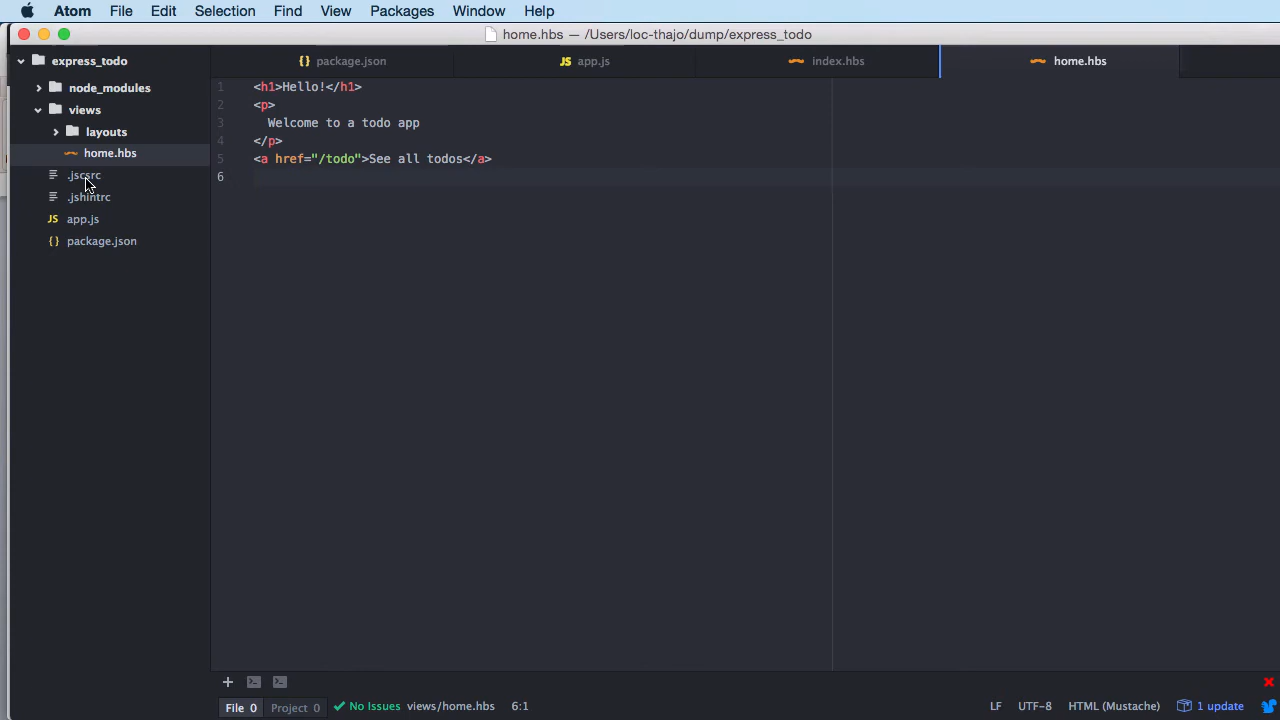 Atom File Edit Selection Find View Packages Window Help
home.hbs — /Users/loc-thajo/dump/express_todo
express_todo
node_modules
views
layouts
home.hbs
.jscsrc
.jshintrc
JS app.js
{} package.json
{} package.json
JS app.js
index.hbs
home.hbs
1 <h1>Hello!</h1>
2 <p>
3 Welcome to a todo app
4 </p>
5 <a href="/todo">See all todos</a>
6
File 0 Project 0 No Issues views/home.hbs 6:1 LF UTF-8 HTML (Mustache) 1 update